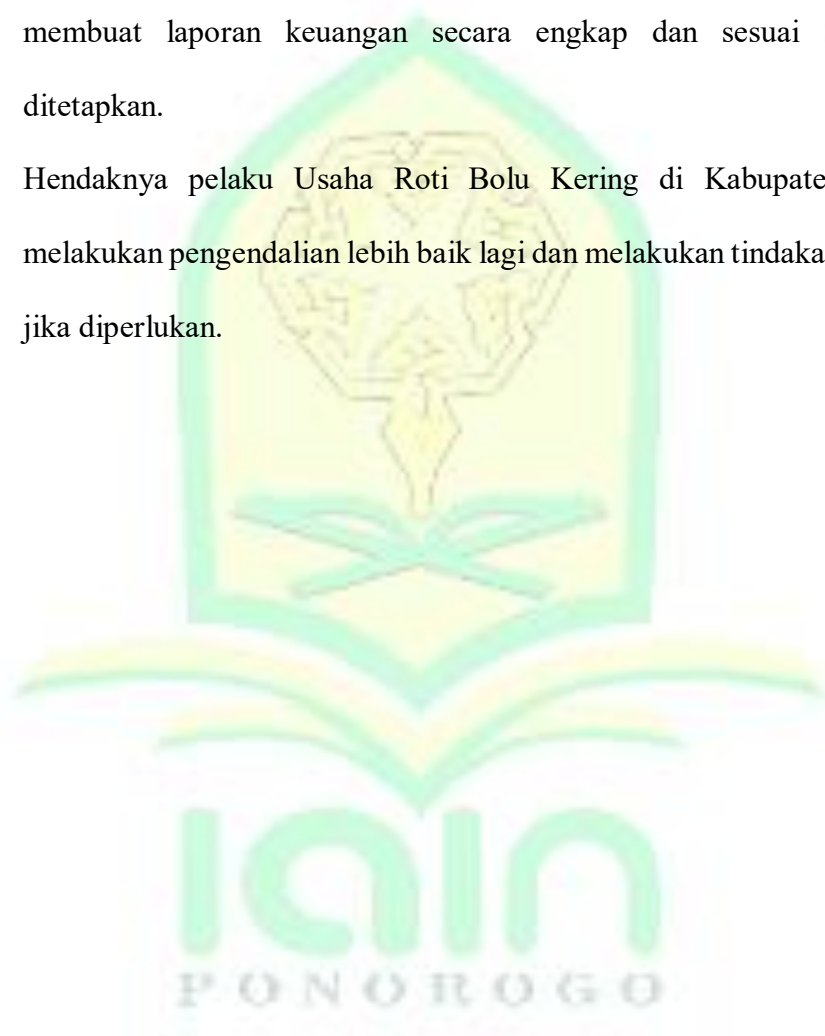 membuat laporan keuangan secara engkap dan sesuai
ditetapkan.
Hendaknya pelaku Usaha Roti Bolu Kering di Kabupate
melakukan pengendalian lebih baik lagi dan melakukan tindaka
jika diperlukan.
iain
PONOROGO